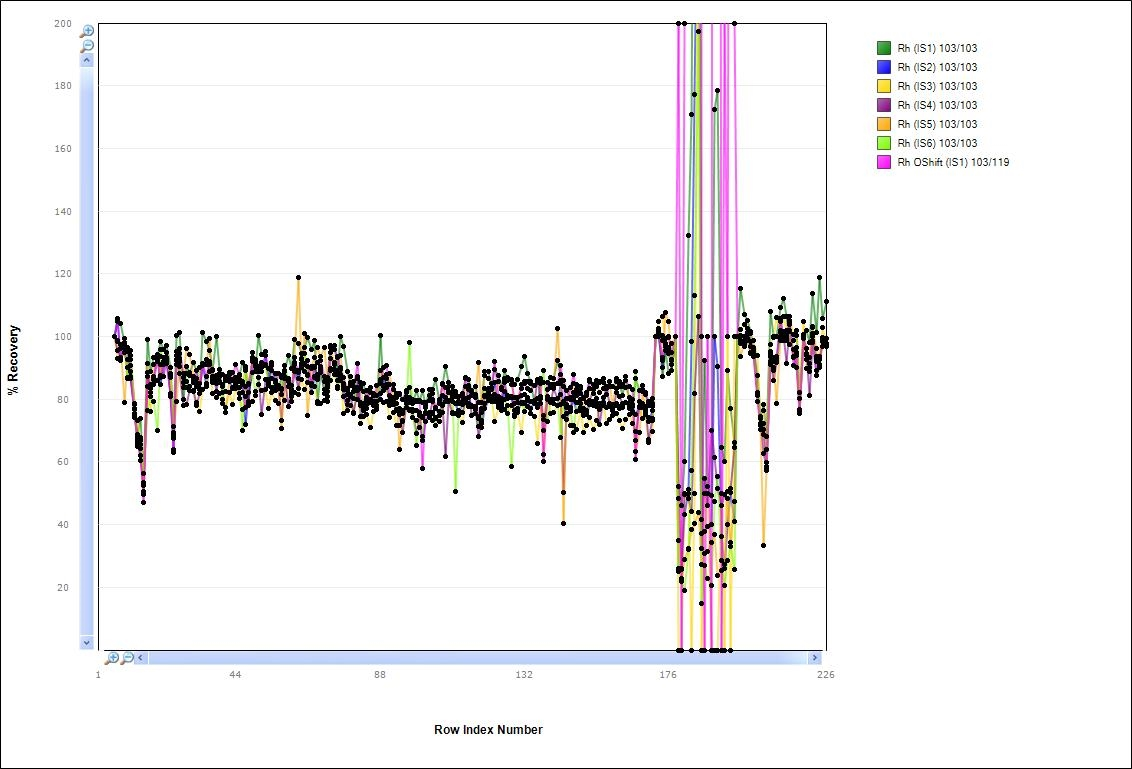 200
180
160
140
120
100
80
60
40
20
% Recovery
1
44
88
132
176
226
Row Index Number
Rh (IS1) 103/103
Rh (IS2) 103/103
Rh (IS3) 103/103
Rh (IS4) 103/103
Rh (IS5) 103/103
Rh (IS6) 103/103
Rh OShift (IS1) 103/119